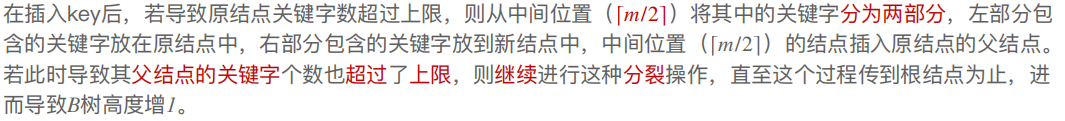 在插入key后，若导致原结点关键字数超过上限，则从中间位置（⌈m/2⌉）将其中的关键字分为两部分，左部分包
含的关键字放在原结点中，右部分包含的关键字放到新结点中，中间位置（⌈m/2⌉）的结点插入原结点的父结点。
若此时导致其父结点的关键字个数也超过了上限，则继续进行这种分裂操作，直至这个过程传到根结点为止，进
而导致B树高度增1。